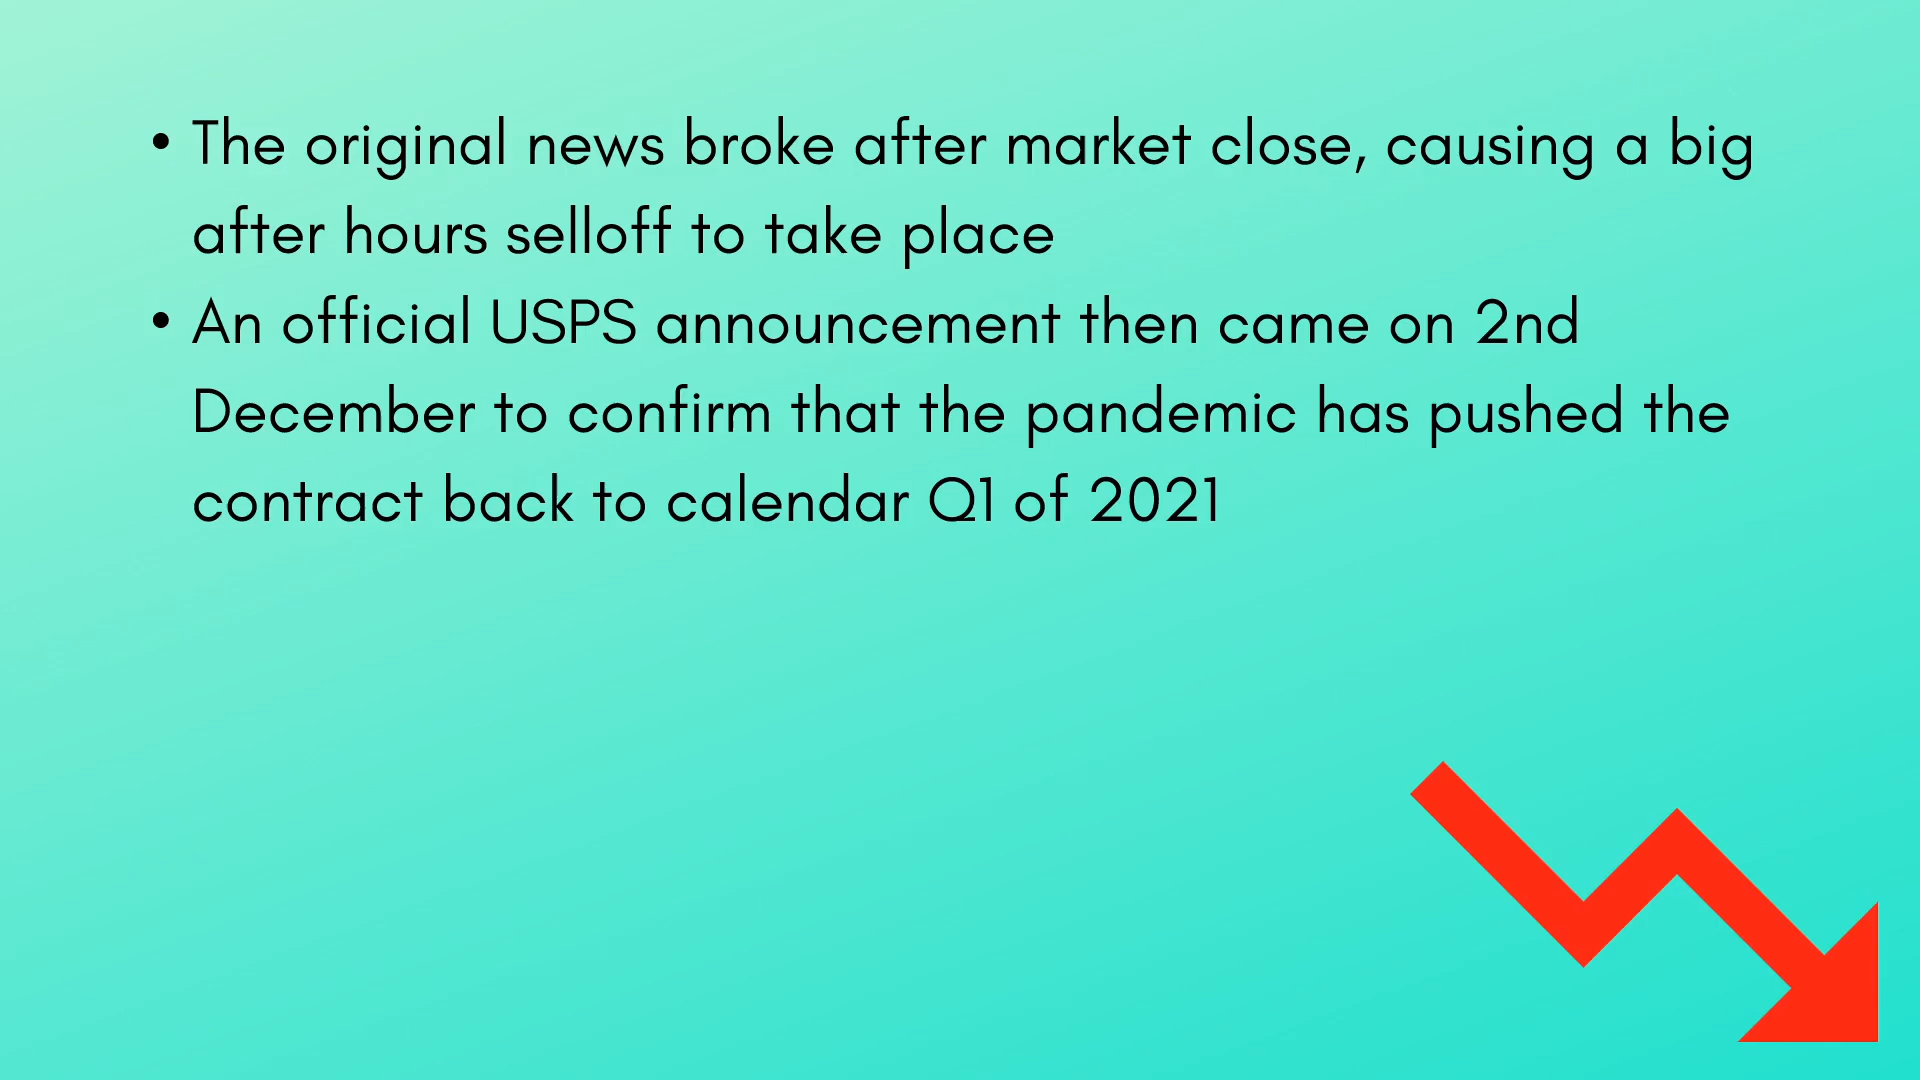 • The original news broke after market close, causing a big
after hours selloff to take place
• An official USPS announcement then came on 2nd
December to confirm that the pandemic has pushed the
contract back to calendar Q1 of 2021